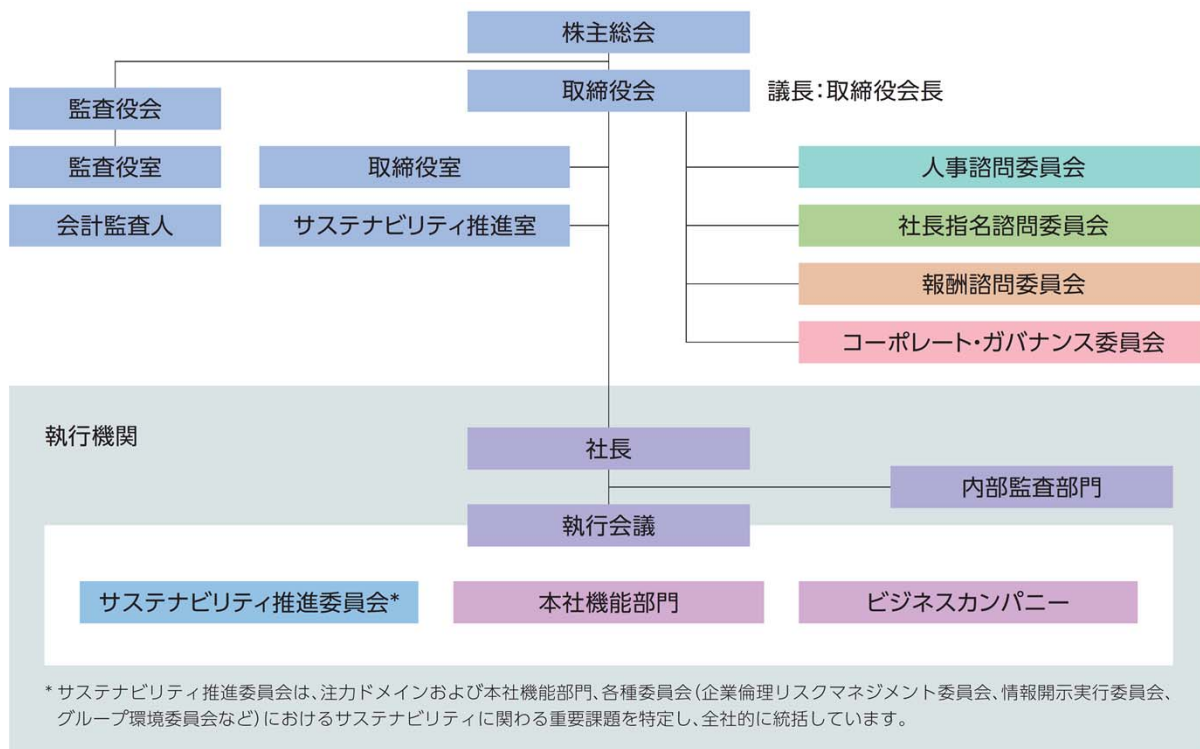 株主総会
取締役会
議長：取締役会長
監査役会
監査役室
会計監査人
取締役室
サステナビリティ推進室
人事諮問委員会
社長指名諮問委員会
報酬諮問委員会
コーポレート・ガバナンス委員会
執行機関
社長
内部監査部門
執行会議
サステナビリティ推進委員会*
本社機能部門
ビジネスカンパニー
* サステナビリティ推進委員会は、注力ドメインおよび本社機能部門、各種委員会（企業倫理リスクマネジメント委員会、情報開示実行委員会、
グループ環境委員会など）におけるサステナビリティに関わる重要課題を特定し、全社的に統括しています。